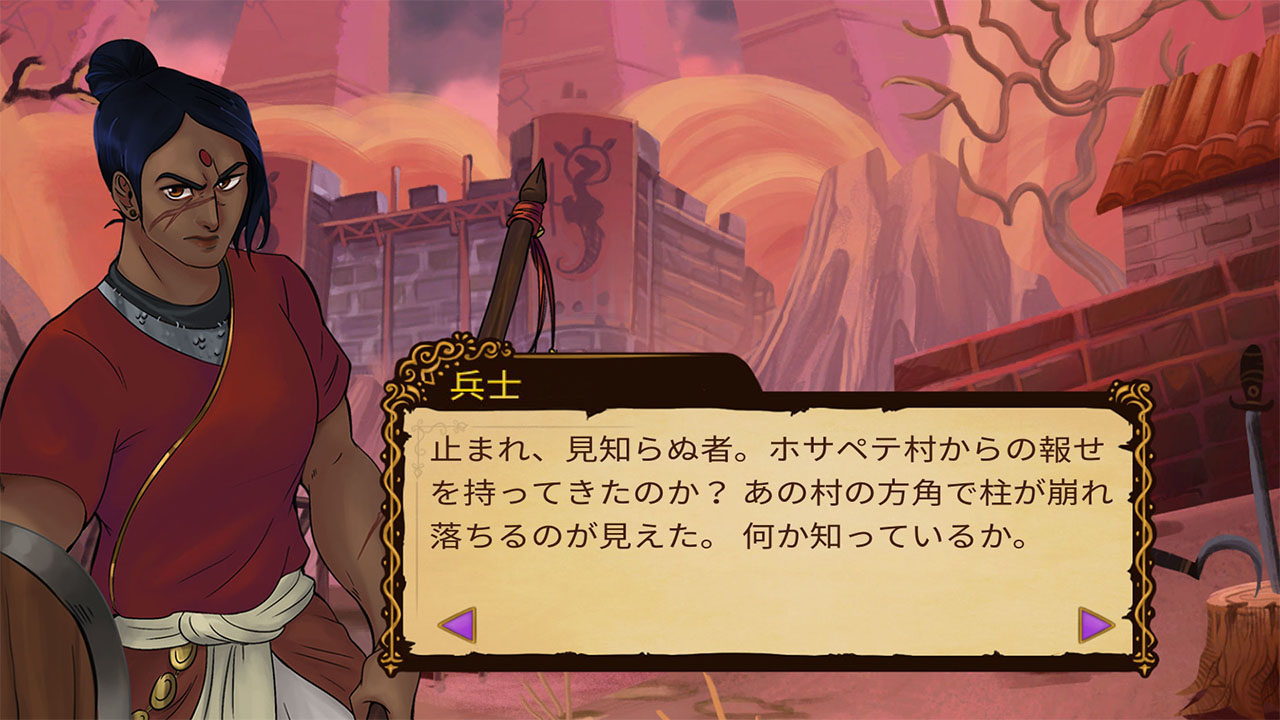 兵士
止まれ、見知らぬ者。ホサペテ村からの報せ
を持ってきたのか? あの村の方角で柱が崩れ
落ちるのが見えた。 何か知っているか。